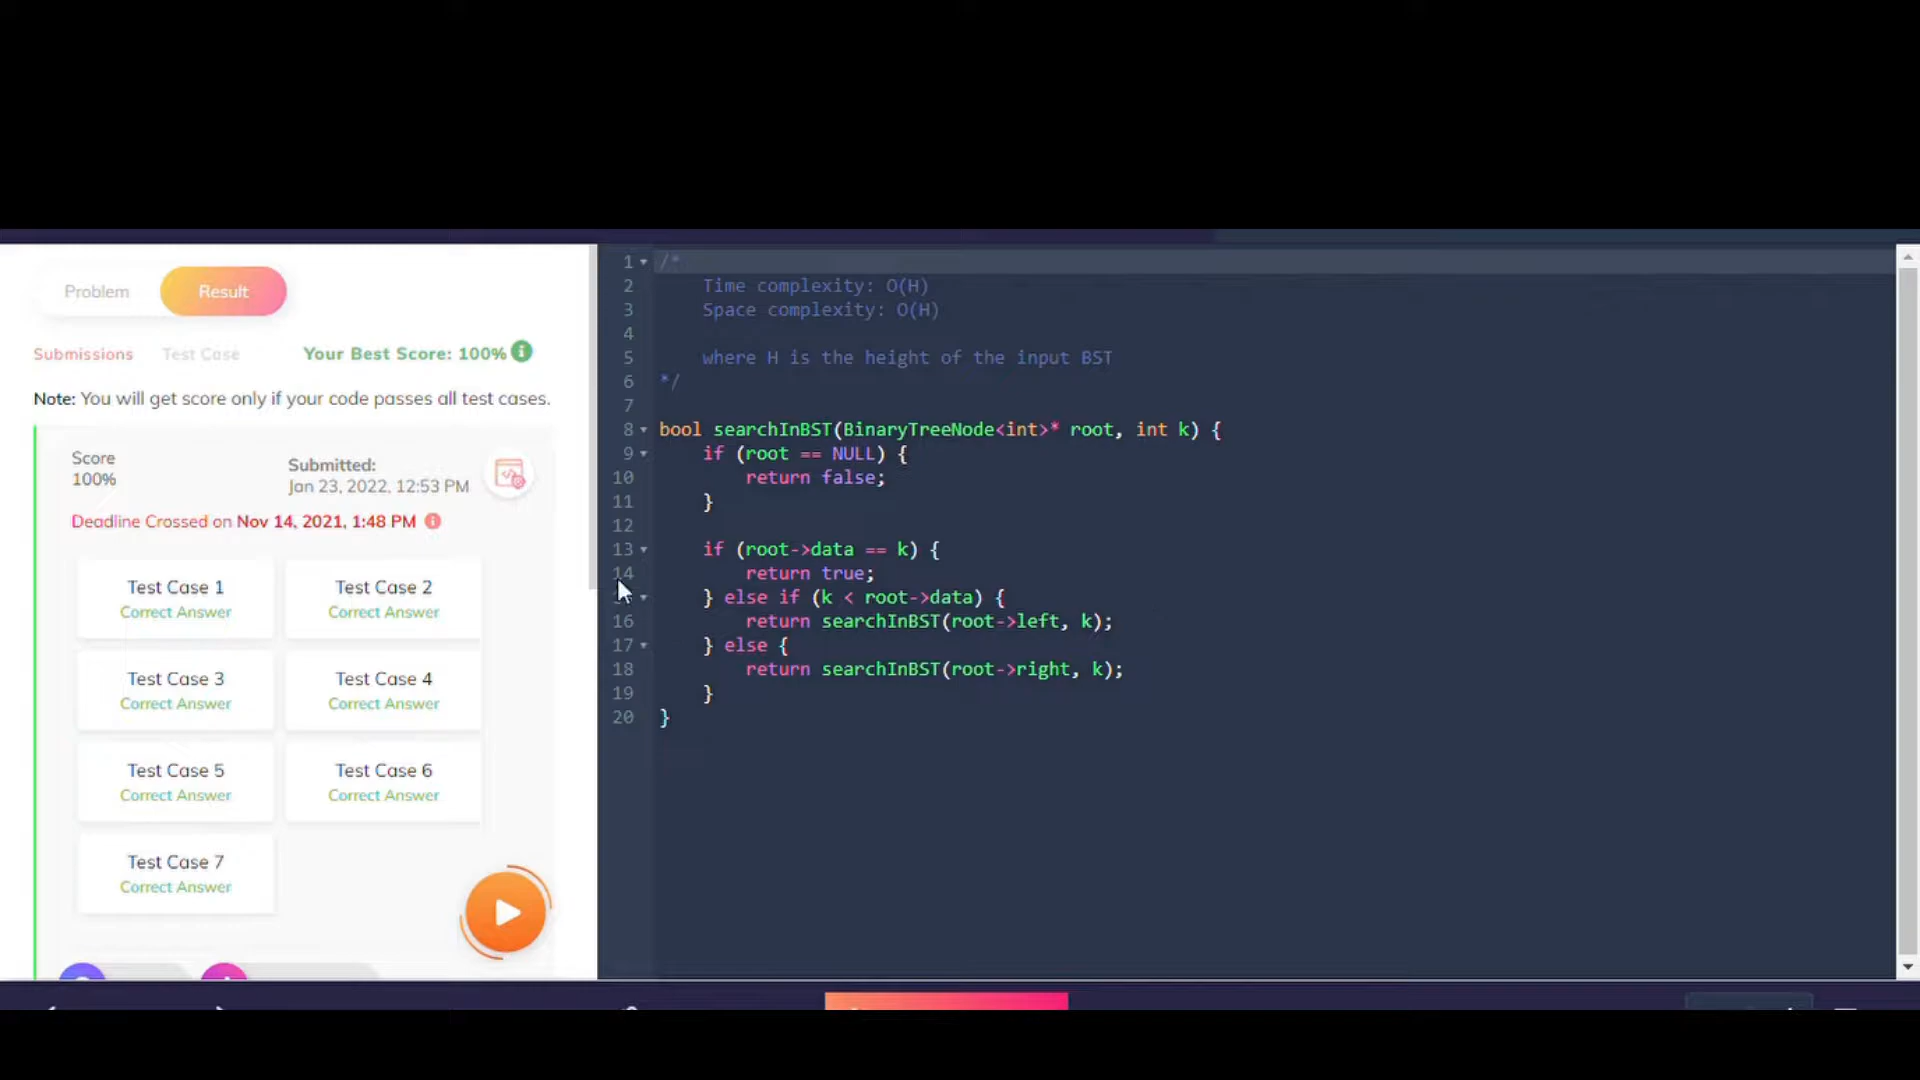 Problem
Result
Submissions
Test Case
Your Best Score: 100%
Note: You will get score only if your code passes all test cases.
Score
100%
Submitted:
Jan 23, 2022, 12:53 PM
Deadline Crossed on Nov 14, 2021, 1:48 PM
Test Case 1
Correct Answer
Test Case 2
Correct Answer
Test Case 3
Correct Answer
Test Case 4
Correct Answer
Test Case 5
Correct Answer
Test Case 6
Correct Answer
Test Case 7
Correct Answer
1 /*
2 Time complexity: O(H)
3 Space complexity: O(H)
4
5 where H is the height of the input BST
6 */
7
8 bool searchInBST(BinaryTreeNode<int>* root, int k) {
9 if (root == NULL) {
10 return false;
11 }
12
13 if (root->data == k) {
14 return true;
} else if (k < root->data) {
16 return searchInBST(root->left, k);
17 } else {
18 return searchInBST(root->right, k);
19 }
20 }